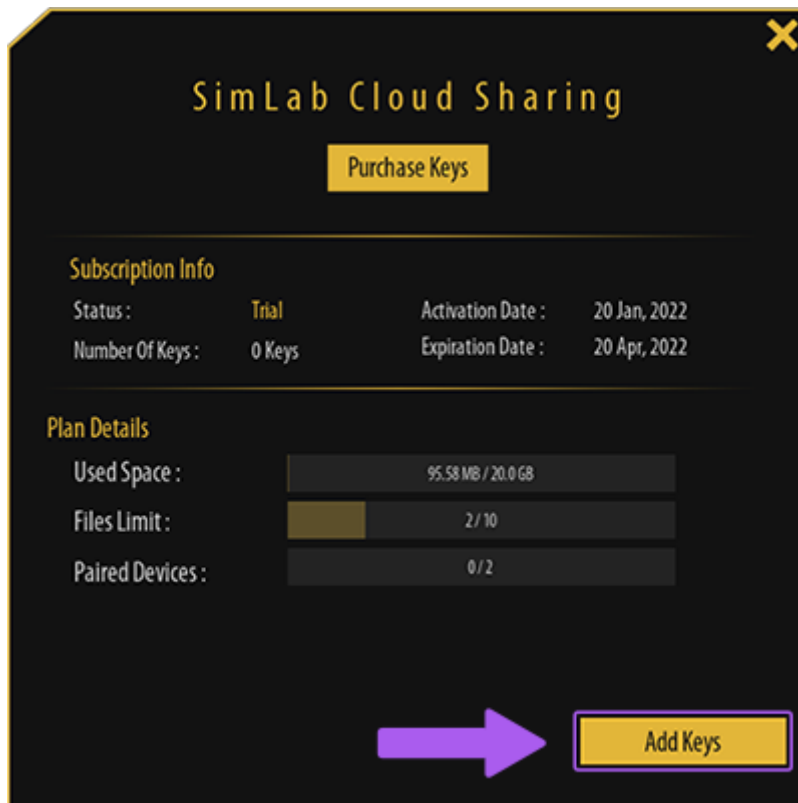 SimLab Cloud Sharing
Purchase Keys
Subscription Info
Status : Trial Activation Date : 20 Jan, 2022
Number Of Keys : 0 Keys Expiration Date : 20 Apr, 2022
Plan Details
Used Space : 95.58 MB / 20.0 GB
Files Limit : 2 / 10
Paired Devices : 0 / 2
Add Keys